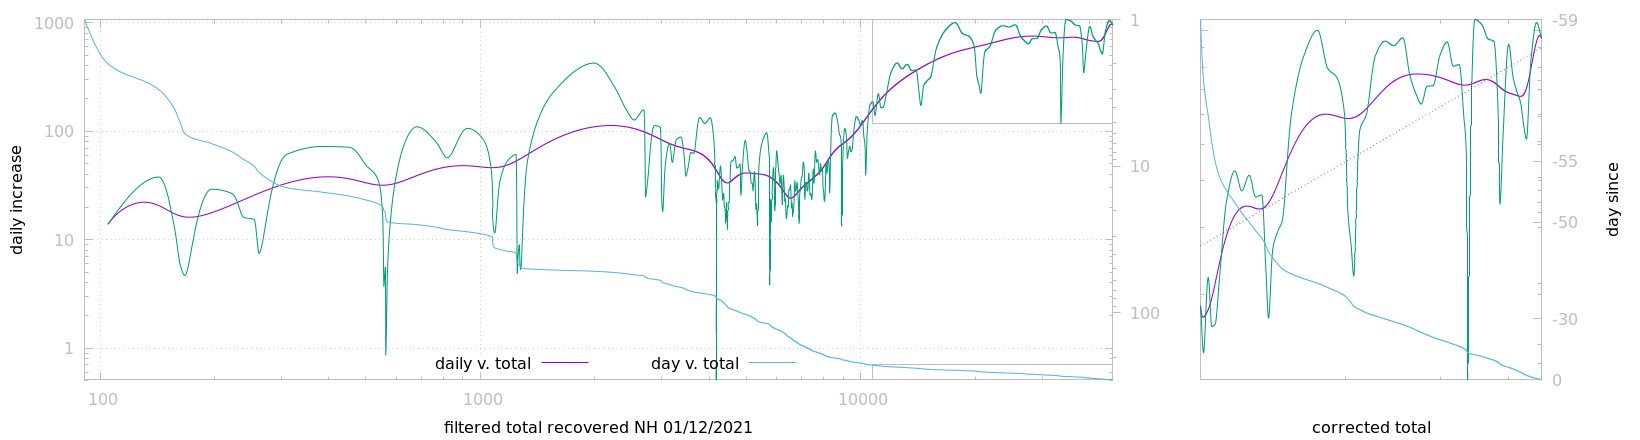 1000
100
10
1
daily increase
100
1000
10000
filtered total recovered NH 01/12/2021
daily v. total
day v. total
1
10
100
-59
-55
-50
-30
0
day since
corrected total